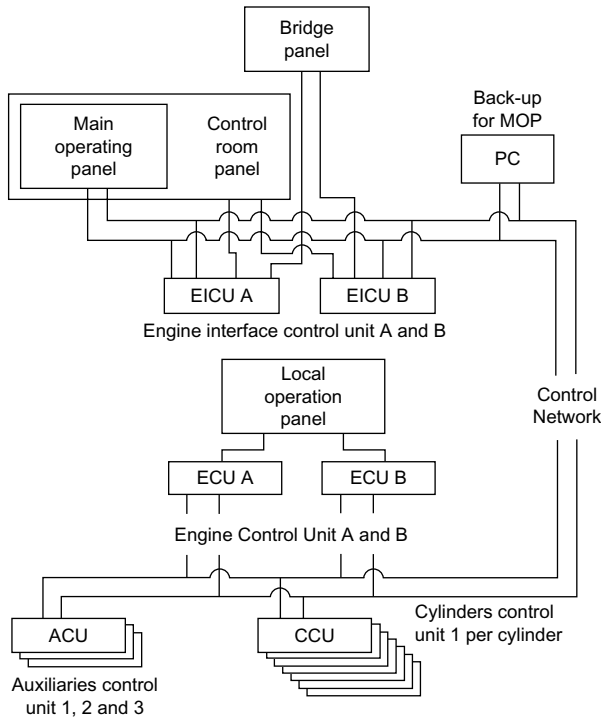 Bridge
panel
Main
operating
panel
Control
room
panel
Back-up
for MOP
PC
EICU A
EICU B
Engine interface control unit A and B
Local
operation
panel
Control
Network
ECU A
ECU B
Engine Control Unit A and B
ACU
CCU
Cylinders control
unit 1 per cylinder
Auxiliaries control
unit 1, 2 and 3